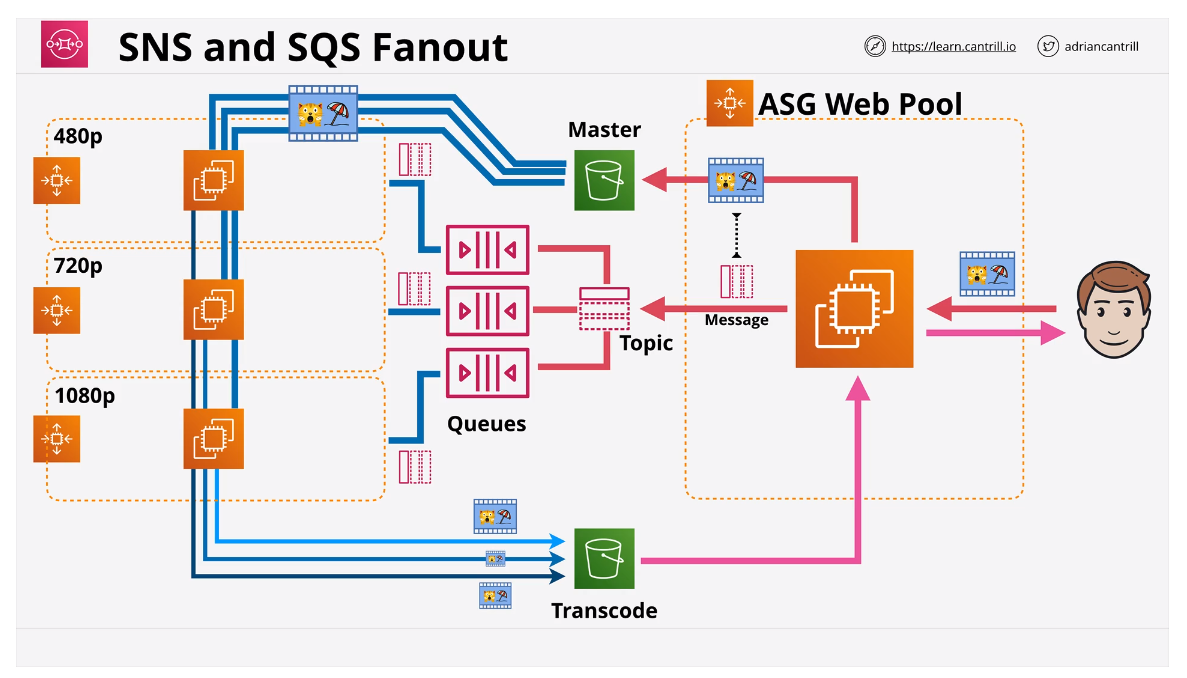 SNS and SQS Fanout
https://learn.cantrill.io
adriancantrill
480p
Master
ASG Web Pool
720p
Message
Topic
1080p
Queues
Transcode